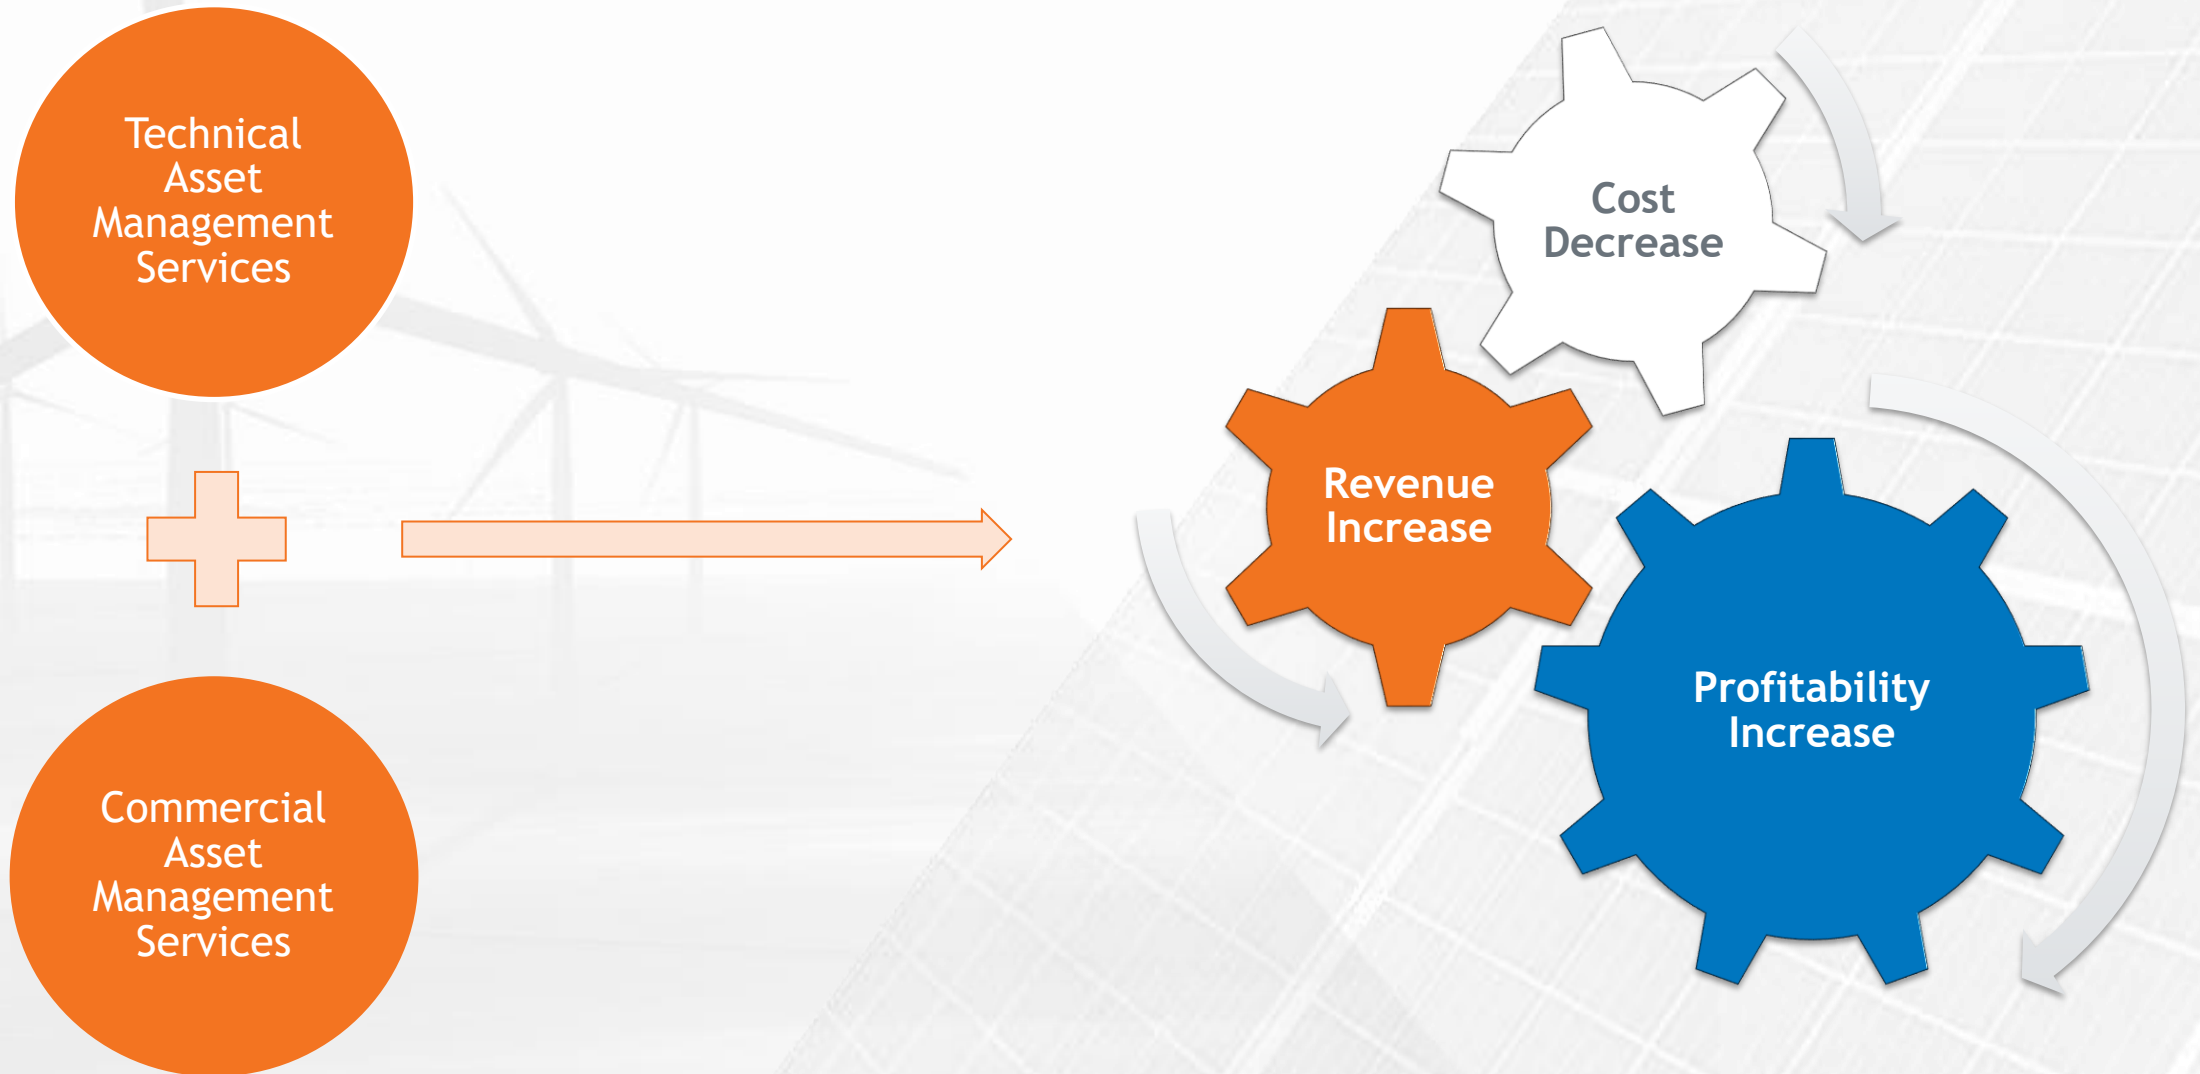 Technical
Asset
Management
Services
Commercial
Asset
Management
Services
Cost
Decrease
Revenue
Increase
Profitability
Increase